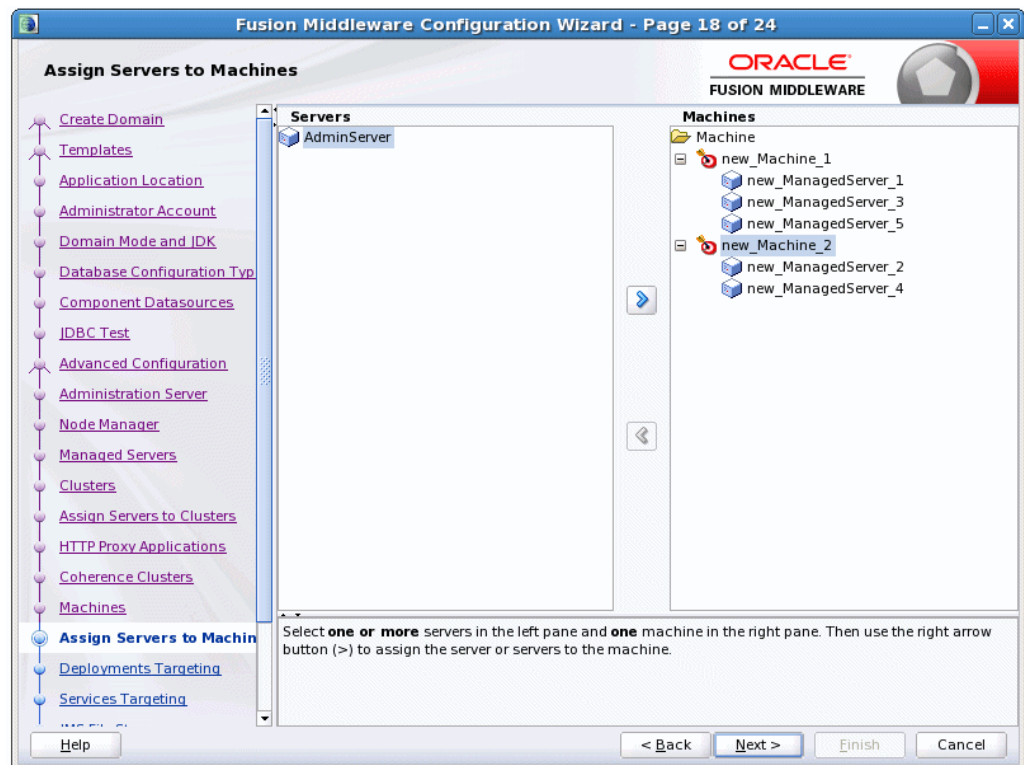 Fusion Middleware Configuration Wizard - Page 18 of 24
Assign Servers to Machines
ORACLE
FUSION MIDDLEWARE
Create Domain
Templates
Application Location
Administrator Account
Domain Mode and JDK
Database Configuration Typ
Component Datasources
JDBC Test
Advanced Configuration
Administration Server
Node Manager
Managed Servers
Clusters
Assign Servers to Clusters
HTTP Proxy Applications
Coherence Clusters
Machines
Assign Servers to Machin
Deployments Targeting
Services Targeting
Servers
AdminServer
Machines
Machine
new_Machine_1
new_ManagedServer_1
new_ManagedServer_3
new_ManagedServer_5
new_Machine_2
new_ManagedServer_2
new_ManagedServer_4
Select one or more servers in the left pane and one machine in the right pane. Then use the right arrow
button (>) to assign the server or servers to the machine.
Help
< Back
Next >
Finish
Cancel